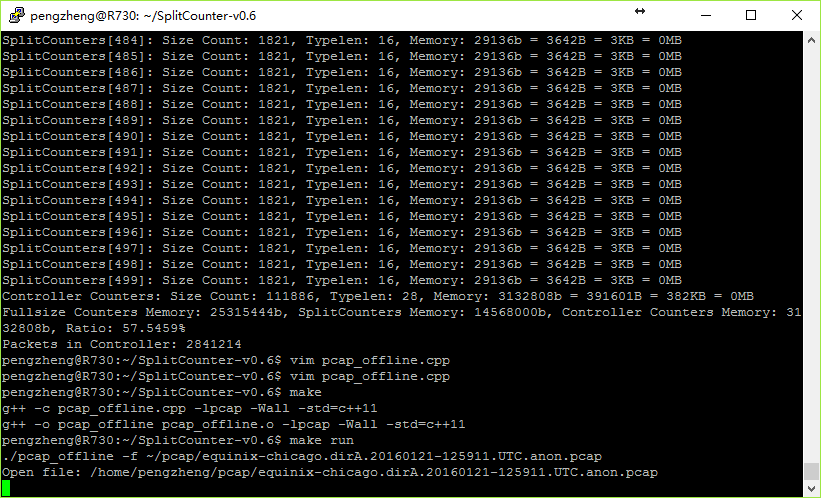 pengzheng@R730: ~/SplitCounter-v0.6
SplitCounters[484]: Size Count: 1821, Typelen: 16, Memory: 29136b = 3642B = 3KB = 0MB
SplitCounters[485]: Size Count: 1821, Typelen: 16, Memory: 29136b = 3642B = 3KB = 0MB
SplitCounters[486]: Size Count: 1821, Typelen: 16, Memory: 29136b = 3642B = 3KB = 0MB
SplitCounters[487]: Size Count: 1821, Typelen: 16, Memory: 29136b = 3642B = 3KB = 0MB
SplitCounters[488]: Size Count: 1821, Typelen: 16, Memory: 29136b = 3642B = 3KB = 0MB
SplitCounters[489]: Size Count: 1821, Typelen: 16, Memory: 29136b = 3642B = 3KB = 0MB
SplitCounters[490]: Size Count: 1821, Typelen: 16, Memory: 29136b = 3642B = 3KB = 0MB
SplitCounters[491]: Size Count: 1821, Typelen: 16, Memory: 29136b = 3642B = 3KB = 0MB
SplitCounters[492]: Size Count: 1821, Typelen: 16, Memory: 29136b = 3642B = 3KB = 0MB
SplitCounters[493]: Size Count: 1821, Typelen: 16, Memory: 29136b = 3642B = 3KB = 0MB
SplitCounters[494]: Size Count: 1821, Typelen: 16, Memory: 29136b = 3642B = 3KB = 0MB
SplitCounters[495]: Size Count: 1821, Typelen: 16, Memory: 29136b = 3642B = 3KB = 0MB
SplitCounters[496]: Size Count: 1821, Typelen: 16, Memory: 29136b = 3642B = 3KB = 0MB
SplitCounters[497]: Size Count: 1821, Typelen: 16, Memory: 29136b = 3642B = 3KB = 0MB
SplitCounters[498]: Size Count: 1821, Typelen: 16, Memory: 29136b = 3642B = 3KB = 0MB
SplitCounters[499]: Size Count: 1821, Typelen: 16, Memory: 29136b = 3642B = 3KB = 0MB
Controller Counters: Size Count: 111886, Typelen: 28, Memory: 3132808b = 391601B = 382KB = 0MB
Fullsize Counters Memory: 25315444b, SplitCounters Memory: 14568000b, Controller Counters Memory: 31
32808b, Ratio: 57.5459%
Packets in Controller: 2841214
pengzheng@R730:~/SplitCounter-v0.6$ vim pcap_offline.cpp
pengzheng@R730:~/SplitCounter-v0.6$ vim pcap_offline.cpp
pengzheng@R730:~/SplitCounter-v0.6$ make
g++ -c pcap_offline.cpp -lpcap -Wall -std=c++11
g++ -o pcap_offline pcap_offline.o -lpcap -Wall -std=c++11
pengzheng@R730:~/SplitCounter-v0.6$ make run
./pcap_offline -f ~/pcap/equinix-chicago.dirA.20160121-125911.UTC.anon.pcap
Open file: /home/pengzheng/pcap/equinix-chicago.dirA.20160121-125911.UTC.anon.pcap